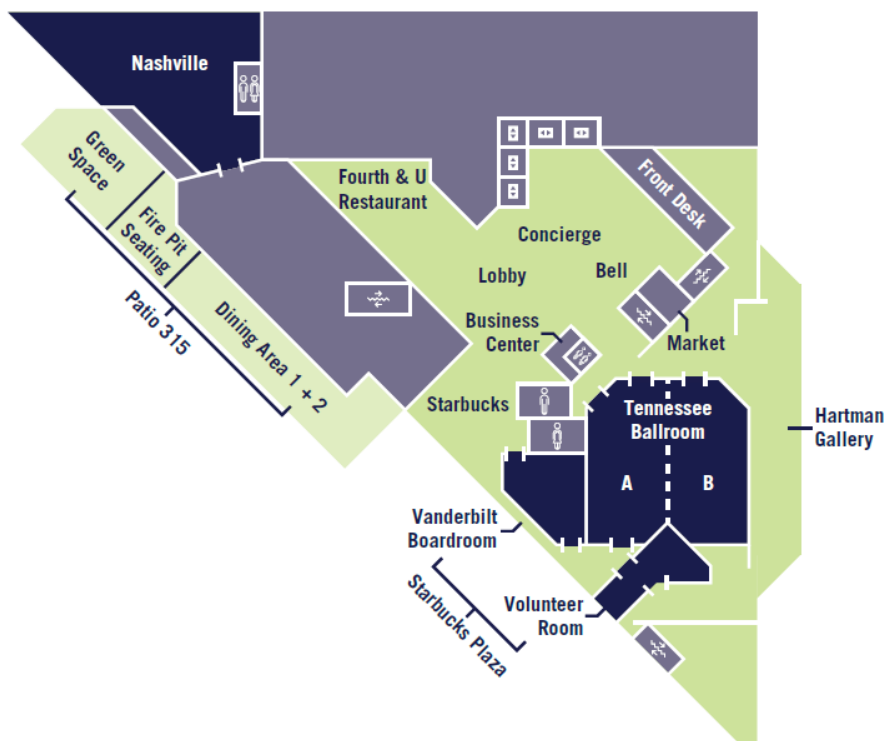 Nashville
Green
Space
Fire Pit
Seating
Patio 315
Dining Area 1 + 2
Fourth & U
Restaurant
Front Desk
Concierge
Lobby
Bell
Business
Center
Market
Starbucks
Tennessee
Ballroom
A
B
Hartman
Gallery
Vanderbilt
Boardroom
Starbucks Plaza
Volunteer
Room